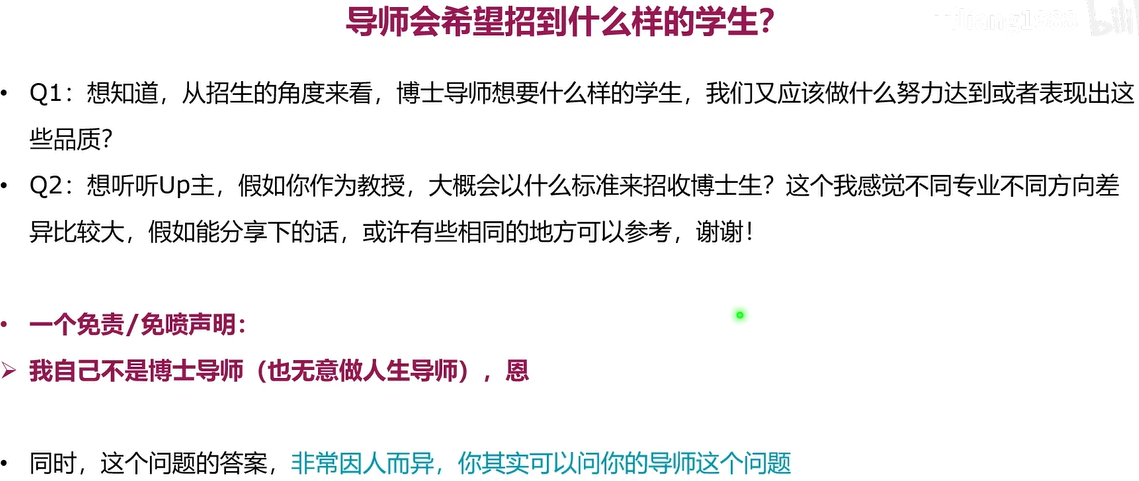 导师会希望招到什么样的学生？
• Q1：想知道，从招生的角度来看，博士导师想要什么样的学生，我们又应该做什么努力达到或者表现出这
些品质？
• Q2：想听听Up主，假如你作为教授，大概会以什么标准来招收博士生？这个我感觉不同专业不同方向差
异比较大，假如能分享下的话，或许有些相同的地方可以参考，谢谢！
• 一个免责/免喷声明：
➢ 我自己不是博士导师（也无意做人生导师），恩
• 同时，这个问题的答案，非常因人而异，你其实可以问你的导师这个问题